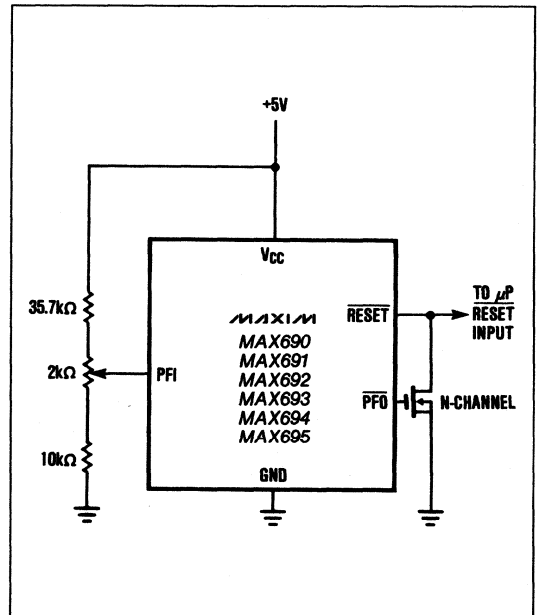 +5V
VCC
35.7kΩ
2kΩ
10kΩ
PFI
MAXIM
MAX690
MAX691
MAX692
MAX693
MAX694
MAX695
GND
RESET
PFO
TO μP
RESET
INPUT
N-CHANNEL